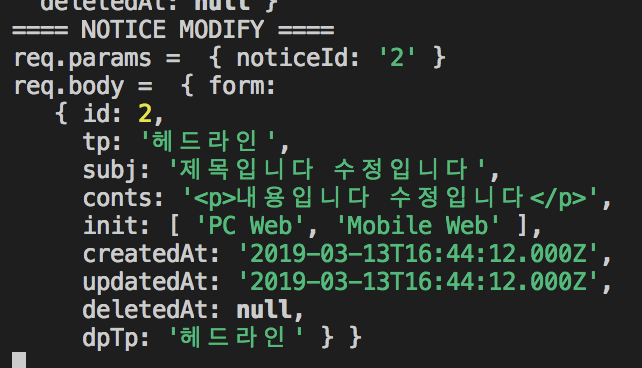 deletedAt: null }
==== NOTICE MODIFY ====
req.params =  { noticeId: '2' }
req.body =  { form:
   { id: 2,
     tp: '헤드라인',
     subj: '제목입니다 수정입니다',
     conts: '<p>내용입니다 수정입니다</p>',
     init: [ 'PC Web', 'Mobile Web' ],
     createdAt: '2019-03-13T16:44:12.000Z',
     updatedAt: '2019-03-13T16:44:12.000Z',
     deletedAt: null,
     dpTp: '헤드라인' } }